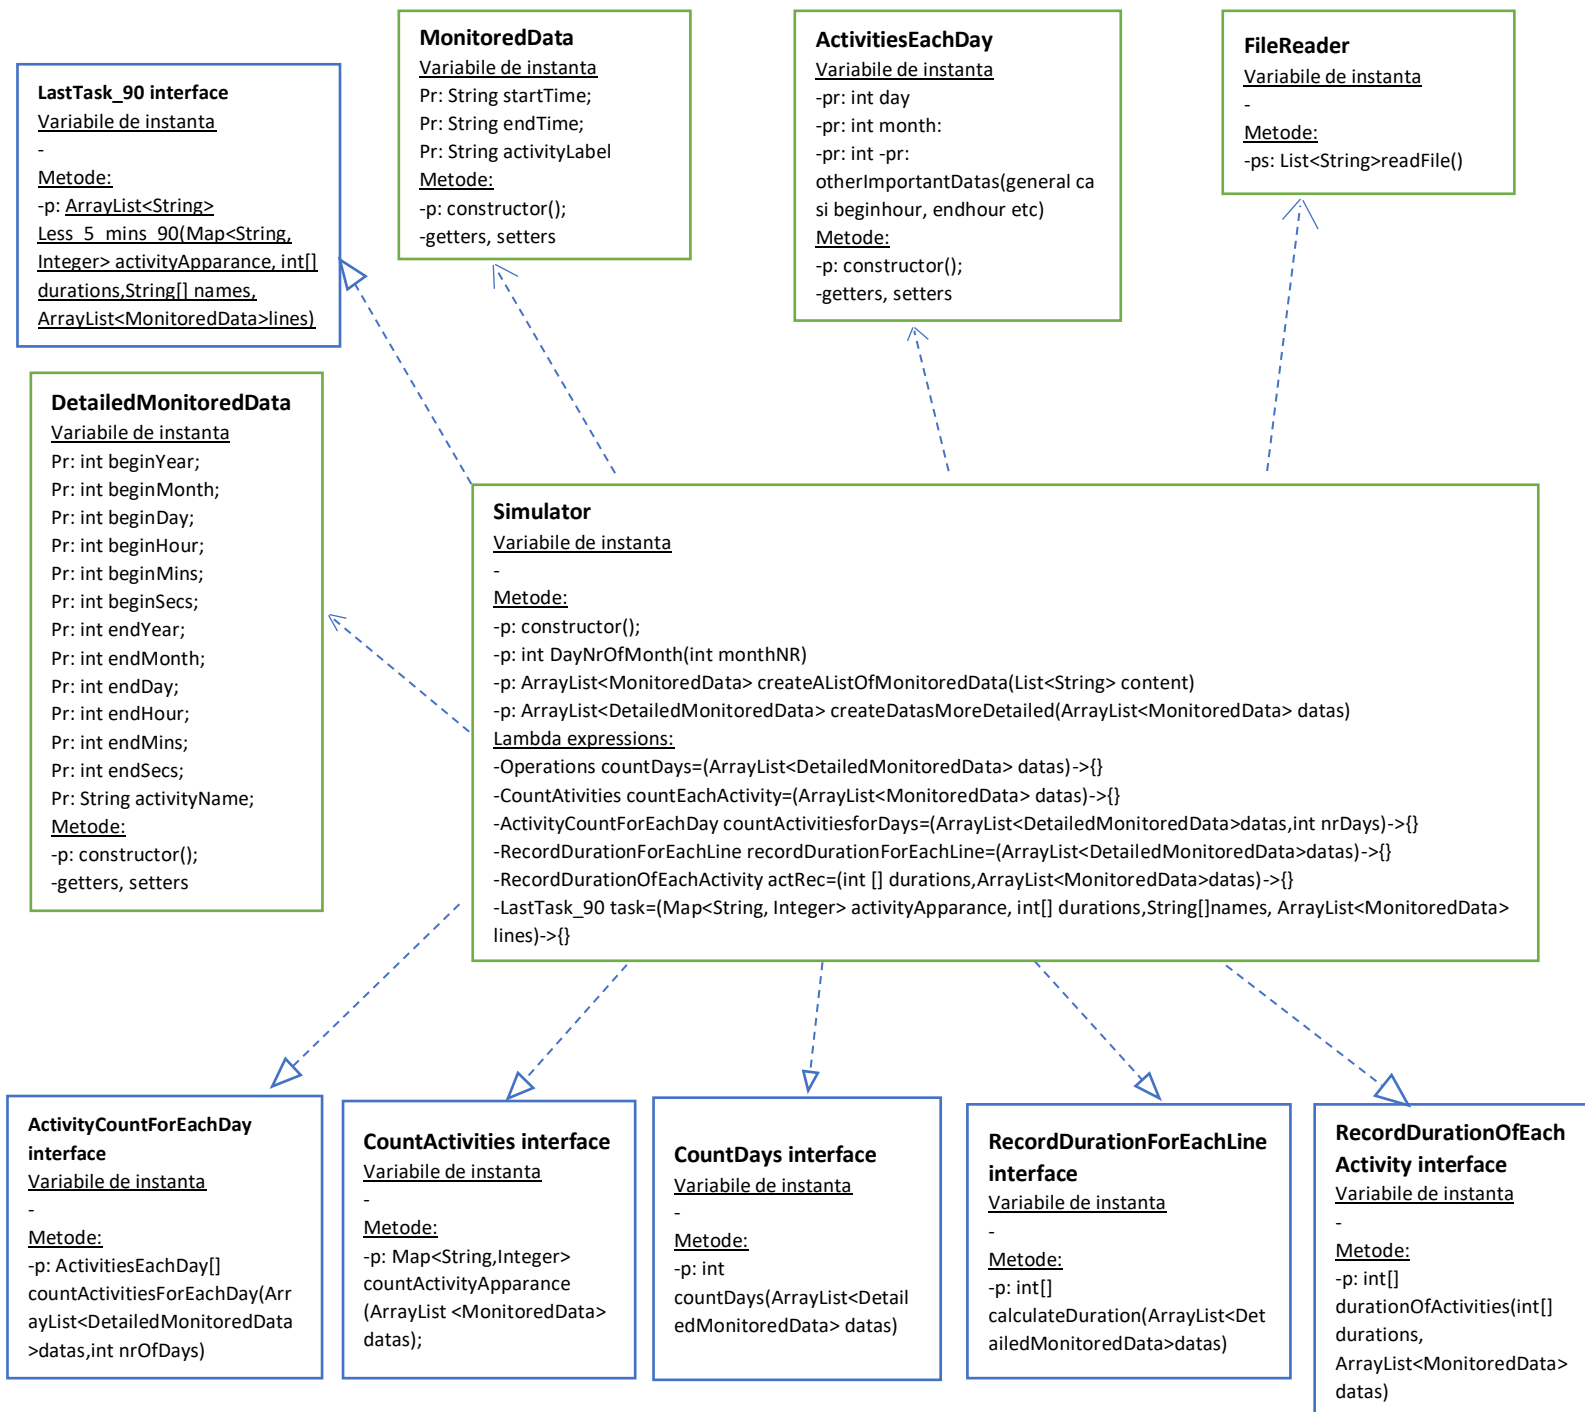 LastTask_90 interface
Variabile de instanta
-
Metode:
-p: ArrayList<String>
Less_5_mins_90(Map<String,
Integer> activityApparance, int[]
durations,String[] names,
ArrayList<MonitoredData>lines)
MonitoredData
Variabile de instanta
Pr: String startTime;
Pr: String endTime;
Pr: String activityLabel
Metode:
-p: constructor();
-getters, setters
ActivitiesEachDay
Variabile de instanta
-pr: int day
-pr: int month:
-pr: int -pr:
otherImportantDatas(general ca
si beginhour, endhour etc)
Metode:
-p: constructor();
-getters, setters
FileReader
Variabile de instanta
-
Metode:
-ps: List<String>readFile()
DetailedMonitoredData
Variabile de instanta
Pr: int beginYear;
Pr: int beginMonth;
Pr: int beginDay;
Pr: int beginHour;
Pr: int beginMins;
Pr: int beginSecs;
Pr: int endYear;
Pr: int endMonth;
Pr: int endDay;
Pr: int endHour;
Pr: int endMins;
Pr: int endSecs;
Pr: String activityName;
Metode:
-p: constructor();
-getters, setters
Simulator
Variabile de instanta
-
Metode:
-p: constructor();
-p: int DayNrOfMonth(int monthNR)
-p: ArrayList<MonitoredData> createAListOfMonitoredData(List<String> content)
-p: ArrayList<DetailedMonitoredData> createDatasMoreDetailed(ArrayList<MonitoredData> datas)
Lambda expressions:
-Operations countDays=(ArrayList<DetailedMonitoredData> datas)->{}
-CountAtivities countEachActivity=(ArrayList<MonitoredData> datas)->{}
-ActivityCountForEachDay countActivitiesforDays=(ArrayList<DetailedMonitoredData>datas,int nrDays)->{}
-RecordDurationForEachLine recordDurationForEachLine=(ArrayList<DetailedMonitoredData>datas)->{}
-RecordDurationOfEachActivity actRec=(int [] durations,ArrayList<MonitoredData>datas)->{}
-LastTask_90 task=(Map<String, Integer> activityApparance, int[] durations,String[]names, ArrayList<MonitoredData>
lines)->{}
ActivityCountForEachDay
interface
Variabile de instanta
-
Metode:
-p: ActivitiesEachDay[]
countActivitiesForEachDay(Arr
ayList<DetailedMonitoredData
>datas,int nrOfDays)
CountActivities interface
Variabile de instanta
-
Metode:
-p: Map<String,Integer>
countActivityApparance
(ArrayList <MonitoredData>
datas);
CountDays interface
Variabile de instanta
-
Metode:
-p: int
countDays(ArrayList<Detail
edMonitoredData> datas)
RecordDurationForEachLine
interface
Variabile de instanta
-
Metode:
-p: int[]
calculateDuration(ArrayList<Det
ailedMonitoredData>datas)
RecordDurationOfEach
Activity interface
Variabile de instanta
-
Metode:
-p: int[]
durationOfActivities(int[]
durations,
ArrayList<MonitoredData>
datas)